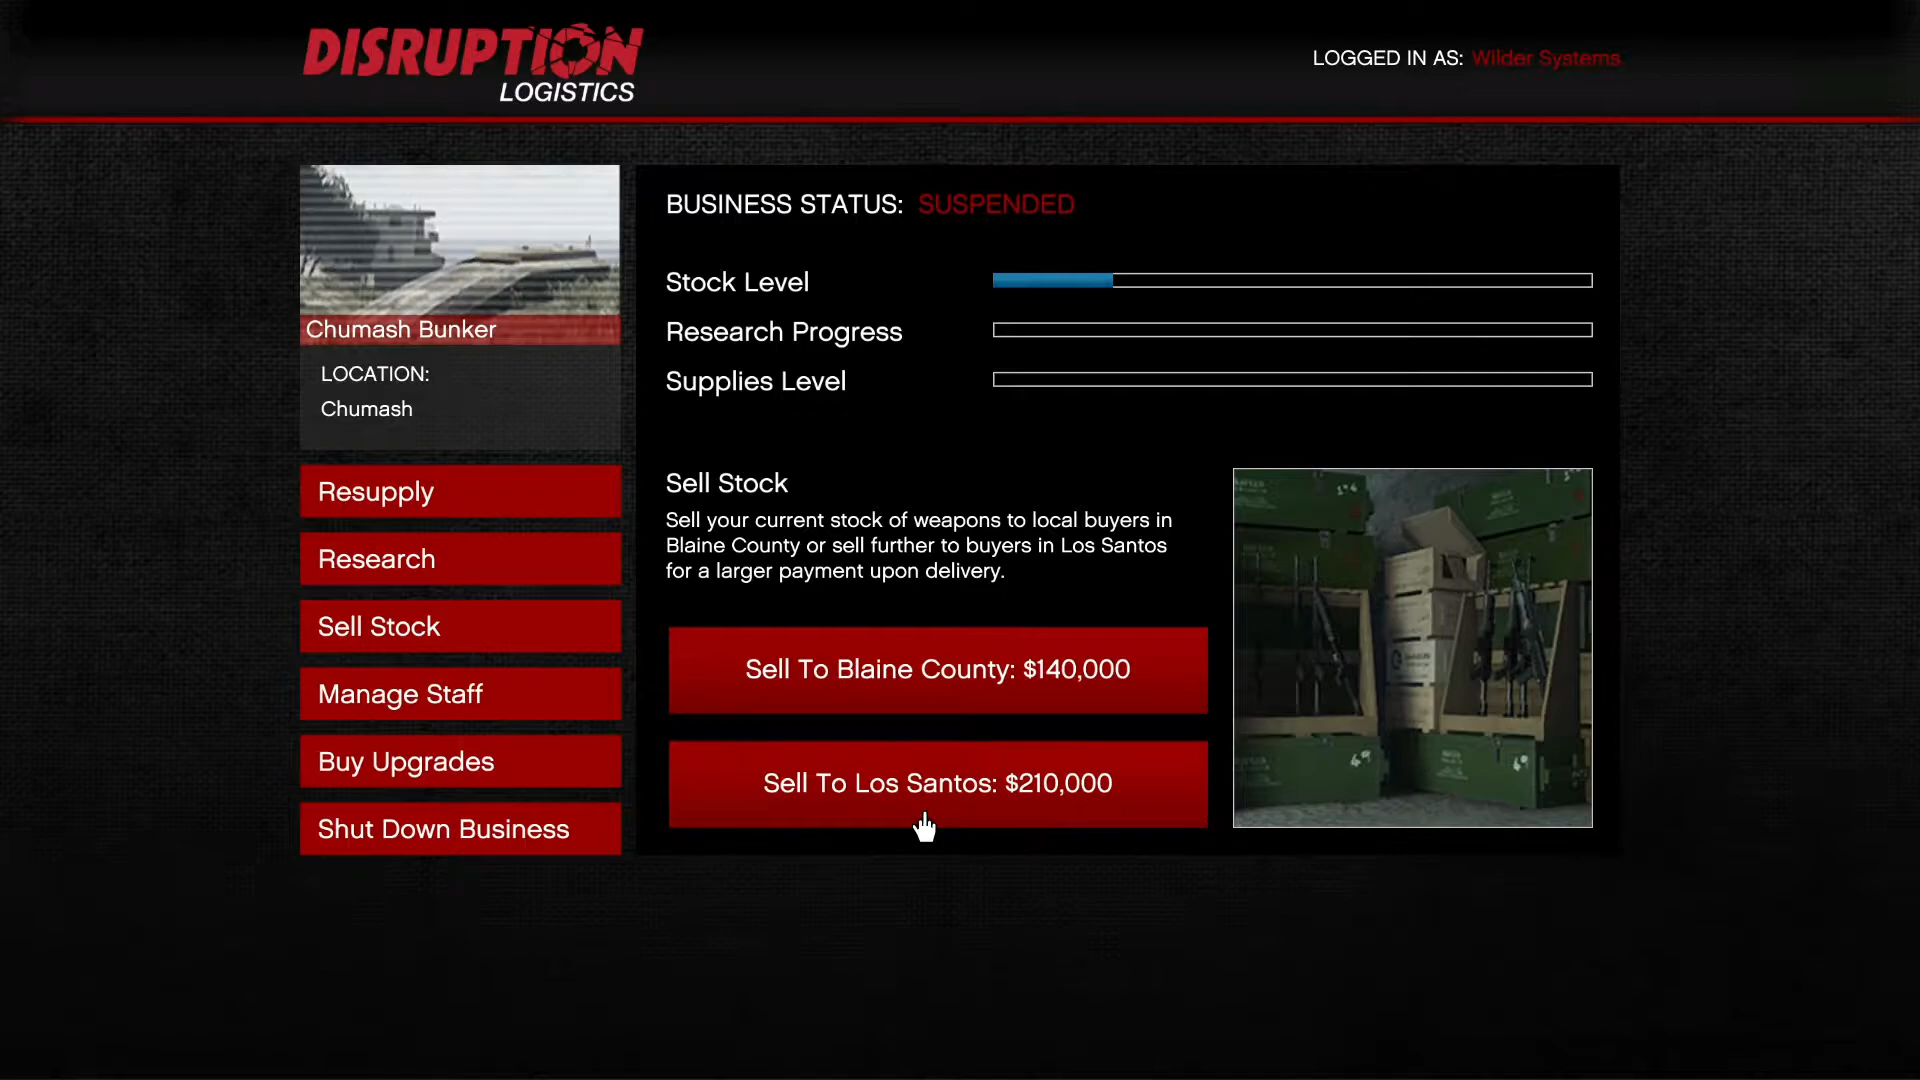 DISRUPTION
LOGISTICS
LOGGED IN AS: Wilder Systems
Chumash Bunker
LOCATION:
Chumash
Resupply
Research
Sell Stock
Manage Staff
Buy Upgrades
Shut Down Business
BUSINESS STATUS: SUSPENDED
Stock Level
Research Progress
Supplies Level
Sell Stock
Sell your current stock of weapons to local buyers in
Blaine County or sell further to buyers in Los Santos
for a larger payment upon delivery.
Sell To Blaine County: $140,000
Sell To Los Santos: $210,000